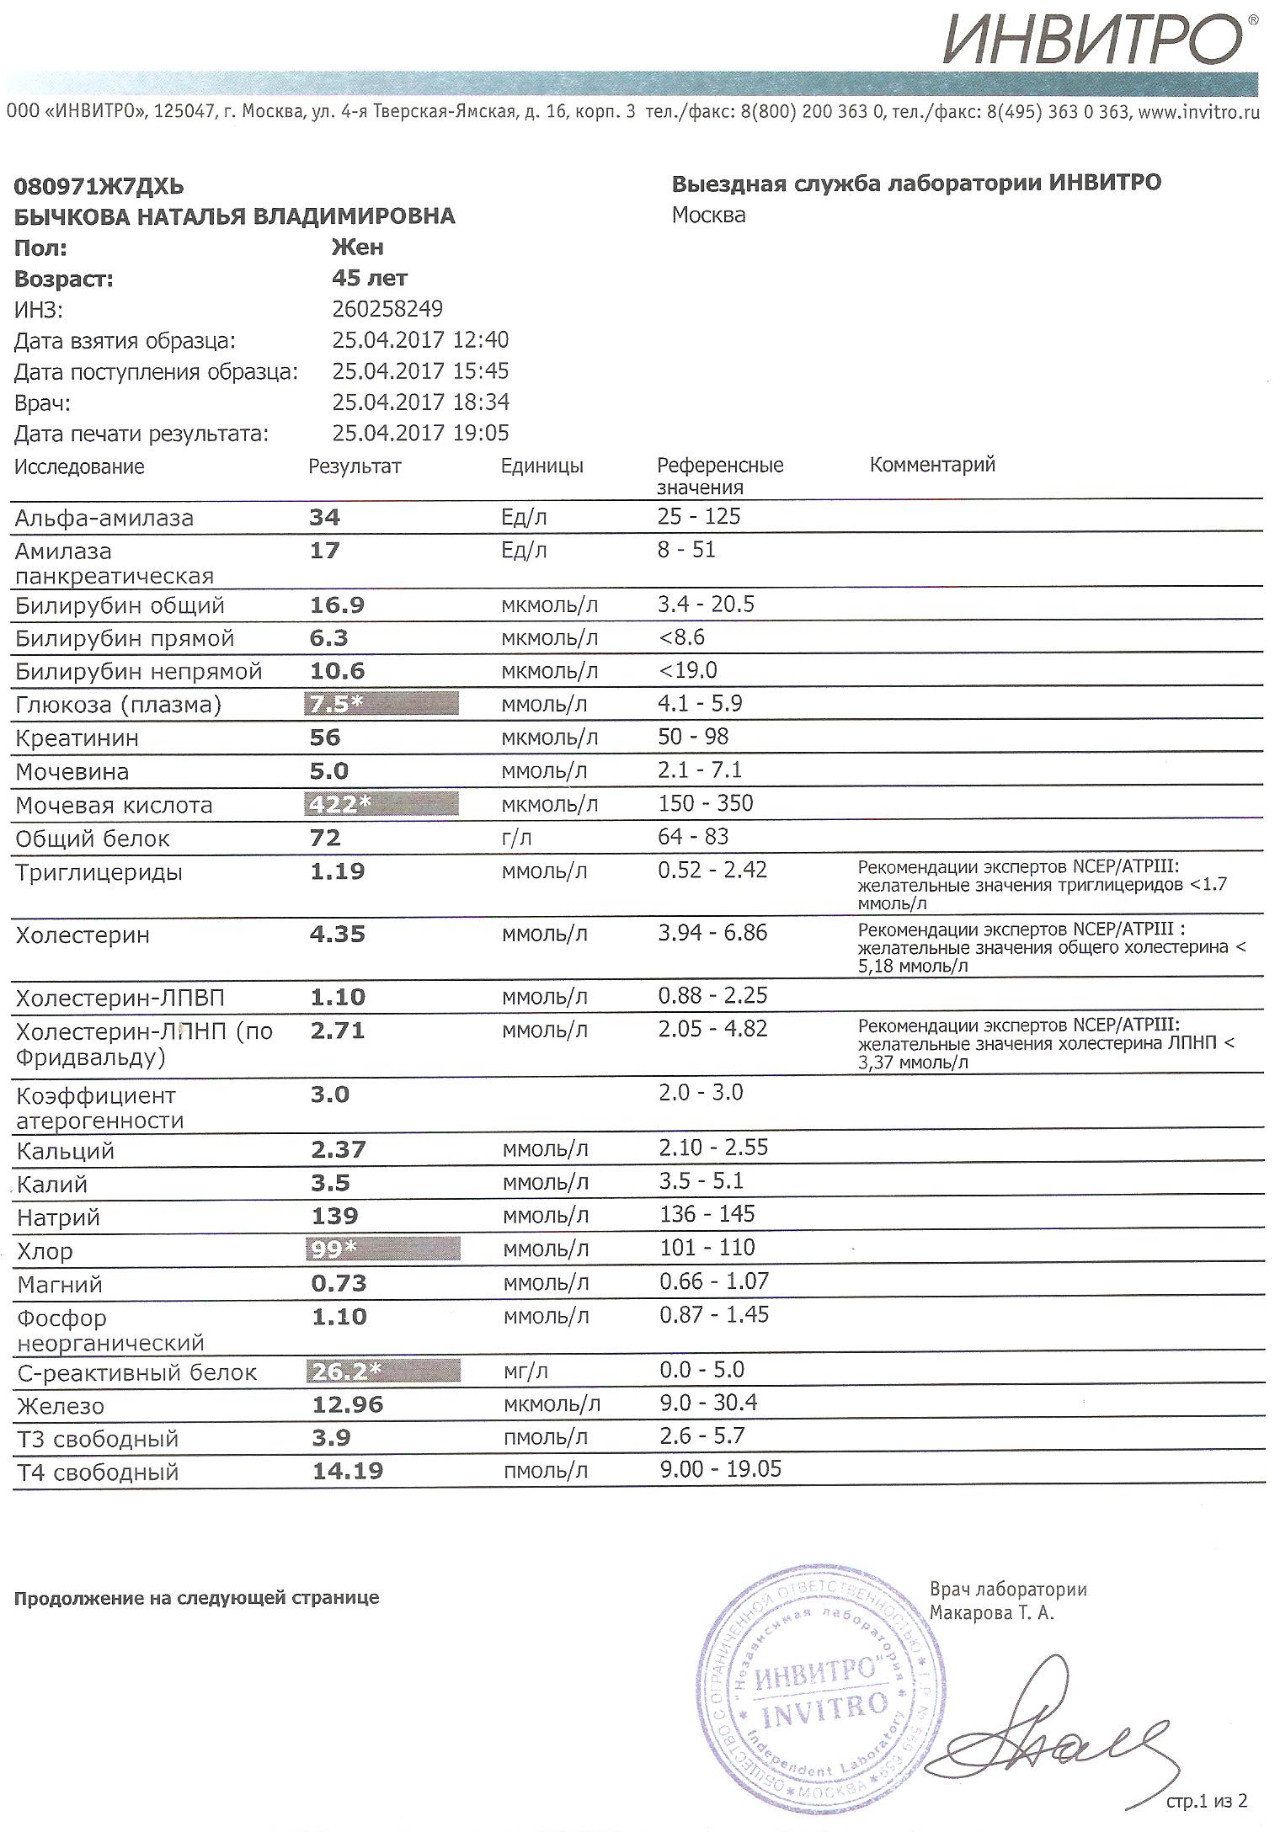 ИНВИТРО®
ООО «ИНВИТРО», 125047, г. Москва, ул. 4-я Тверская-Ямская, д. 16, корп. 3 тел./факс: 8(800) 200 363 0, тел./факс: 8(495) 363 0 363, www.invitro.ru
080971Ж7ДХЬ
БЫЧКОВА НАТАЛЬЯ ВЛАДИМИРОВНА
Пол: Жен
Возраст: 45 лет
ИНЗ: 260258249
Дата взятия образца: 25.04.2017 12:40
Дата поступления образца: 25.04.2017 15:45
Врач: 25.04.2017 18:34
Дата печати результата: 25.04.2017 19:05
Выездная служба лаборатории ИНВИТРО
Москва
Исследование Результат Единицы Референсные Комментарий
значения
Альфа-амилаза 34 Ед/л 25 - 125
Амилаза 17 Ед/л 8 - 51
панкреатическая
Билирубин общий 16.9 мкмоль/л 3.4 - 20.5
Билирубин прямой 6.3 мкмоль/л <8.6
Билирубин непрямой 10.6 мкмоль/л <19.0
Глюкоза (плазма) 7.5* ммоль/л 4.1 - 5.9
Креатинин 56 мкмоль/л 50 - 98
Мочевина 5.0 ммоль/л 2.1 - 7.1
Мочевая кислота 422* мкмоль/л 150 - 350
Общий белок 72 г/л 64 - 83
Триглицериды 1.19 ммоль/л 0.52 - 2.42 Рекомендации экспертов NCEP/ATPIII:
желательные значения триглицеридов <1.7
ммоль/л
Холестерин 4.35 ммоль/л 3.94 - 6.86 Рекомендации экспертов NCEP/ATPIII :
желательные значения общего холестерина <
5,18 ммоль/л
Холестерин-ЛПВП 1.10 ммоль/л 0.88 - 2.25
Холестерин-ЛПНП (по 2.71 ммоль/л 2.05 - 4.82 Рекомендации экспертов NCEP/ATPIII:
Фридвальду) желательные значения холестерина ЛПНП <
3,37 ммоль/л
Коэффициент 3.0 2.0 - 3.0
атерогенности
Кальций 2.37 ммоль/л 2.10 - 2.55
Калий 3.5 ммоль/л 3.5 - 5.1
Натрий 139 ммоль/л 136 - 145
Хлор 99* ммоль/л 101 - 110
Магний 0.73 ммоль/л 0.66 - 1.07
Фосфор 1.10 ммоль/л 0.87 - 1.45
неорганический
С-реактивный белок 26.2* мг/л 0.0 - 5.0
Железо 12.96 мкмоль/л 9.0 - 30.4
Т3 свободный 3.9 пмоль/л 2.6 - 5.7
Т4 свободный 14.19 пмоль/л 9.00 - 19.05
Продолжение на следующей странице
Врач лаборатории
Макарова Т. А.
ОБЩЕСТВО С ОГРАНИЧЕННОЙ ОТВЕТСТВЕННОСТЬЮ
* МОСКВА *
"Независимая лаборатория
ИНВИТРО"
INVITRO
Independent Laboratory
стр.1 из 2